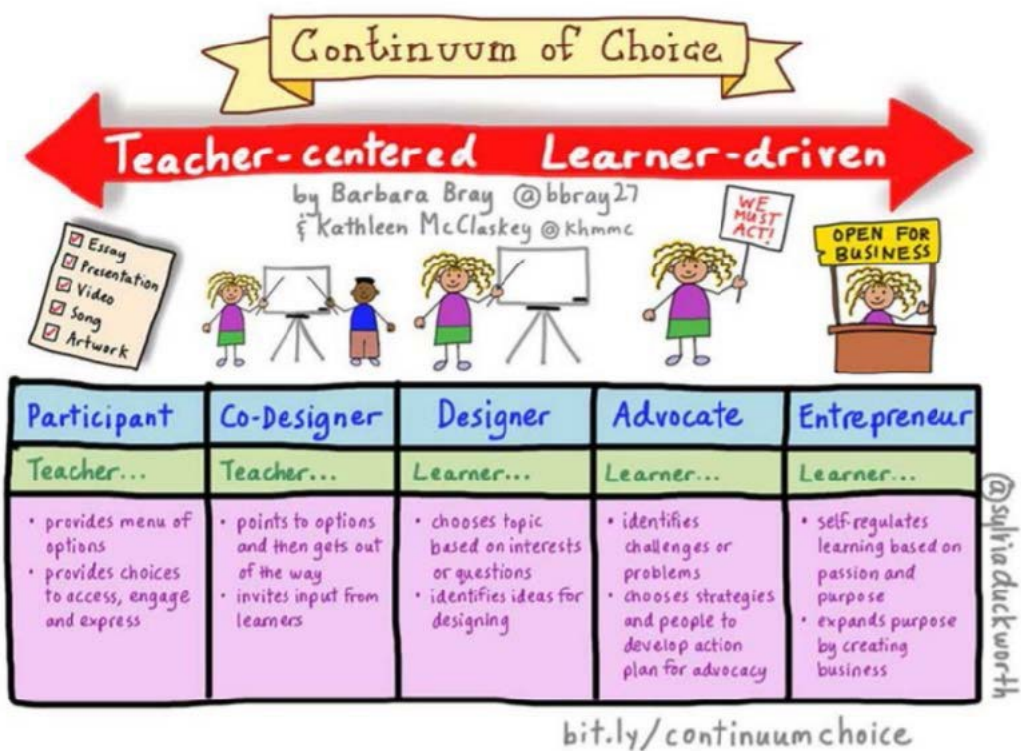 Continuum of Choice
Teacher-centered Learner-driven
by Barbara Bray @bbray27
& Kathleen McClaskey @khmmc
Essay
Presentation
Video
Song
Artwork
WE
MUST
ACT!
OPEN FOR
BUSINESS
Participant
Teacher...
• provides menu of
options
• provides choices
to access, engage
and express
Co-Designer
Teacher...
• points to options
and then gets out
of the way
• invites input from
learners
Designer
Learner...
• chooses topic
based on interests
or questions
• identifies ideas for
designing
Advocate
Learner...
• identifies
challenges or
problems
• chooses strategies
and people to
develop action
plan for advocacy
Entrepreneur
Learner...
• self-regulates
learning based on
passion and
purpose
• expands purpose
by creating
business
@sylviaduckworth
bit.ly/continuumchoice